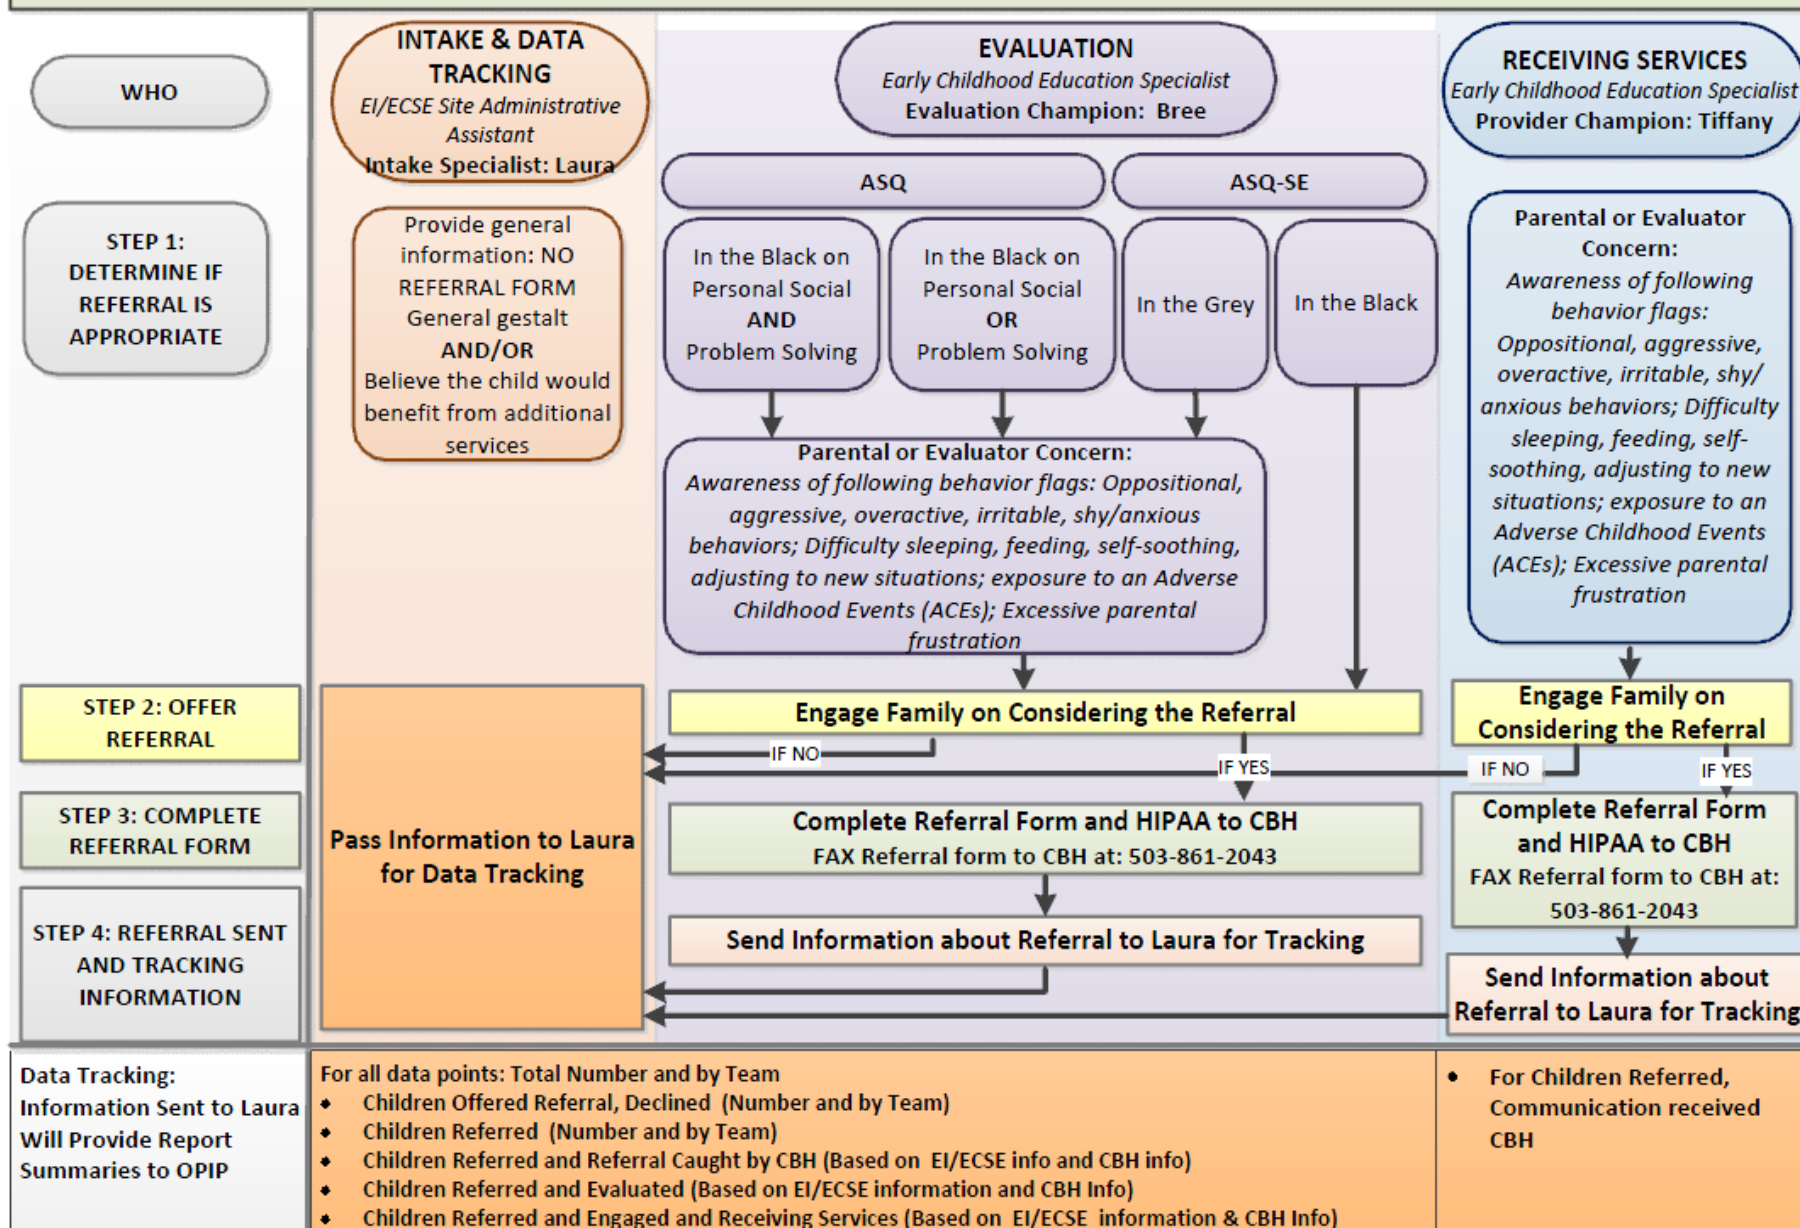 WHO
INTAKE & DATA
TRACKING
EI/ECSE Site Administrative
Assistant
Intake Specialist: Laura
EVALUATION
Early Childhood Education Specialist
Evaluation Champion: Bree
RECEIVING SERVICES
Early Childhood Education Specialist
Provider Champion: Tiffany
ASQ
ASQ-SE
STEP 1:
DETERMINE IF
REFERRAL IS
APPROPRIATE
Provide general
information: NO
REFERRAL FORM
General gestalt
AND/OR
Believe the child would
benefit from additional
services
In the Black on
Personal Social
AND
Problem Solving
In the Black on
Personal Social
OR
Problem Solving
In the Grey
In the Black
Parental or Evaluator Concern:
Awareness of following behavior flags: Oppositional,
aggressive, overactive, irritable, shy/anxious
behaviors; Difficulty sleeping, feeding, self-soothing,
adjusting to new situations; exposure to an Adverse
Childhood Events (ACEs); Excessive parental
frustration
Parental or Evaluator
Concern:
Awareness of following
behavior flags:
Oppositional, aggressive,
overactive, irritable, shy/
anxious behaviors; Difficulty
sleeping, feeding, self-
soothing, adjusting to new
situations; exposure to an
Adverse Childhood Events
(ACEs); Excessive parental
frustration
STEP 2: OFFER
REFERRAL
Engage Family on Considering the Referral
Engage Family on
Considering the Referral
IF NO
IF YES
IF NO
IF YES
STEP 3: COMPLETE
REFERRAL FORM
Pass Information to Laura
for Data Tracking
Complete Referral Form and HIPAA to CBH
FAX Referral form to CBH at: 503-861-2043
Complete Referral Form
and HIPAA to CBH
FAX Referral form to CBH at:
503-861-2043
STEP 4: REFERRAL SENT
AND TRACKING
INFORMATION
Send Information about Referral to Laura for Tracking
Send Information about
Referral to Laura for Tracking
Data Tracking:
Information Sent to Laura
Will Provide Report
Summaries to OPIP
For all data points: Total Number and by Team
• Children Offered Referral, Declined (Number and by Team)
• Children Referred (Number and by Team)
• Children Referred and Referral Caught by CBH (Based on EI/ECSE info and CBH info)
• Children Referred and Evaluated (Based on EI/ECSE information and CBH Info)
• Children Referred and Engaged and Receiving Services (Based on EI/ECSE information & CBH Info)
• For Children Referred,
Communication received
CBH